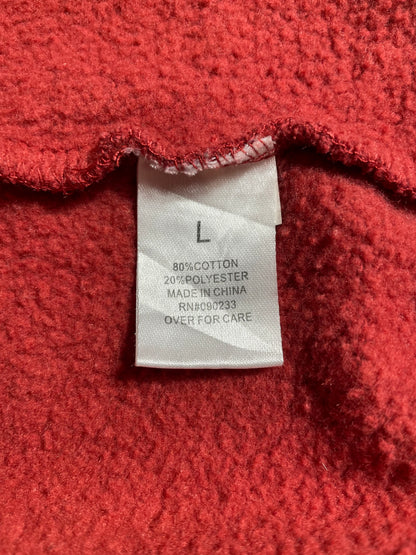 L
80%COTTON
20%POLYESTER
MADE IN CHINA
RN#090233
OVER FOR CARE